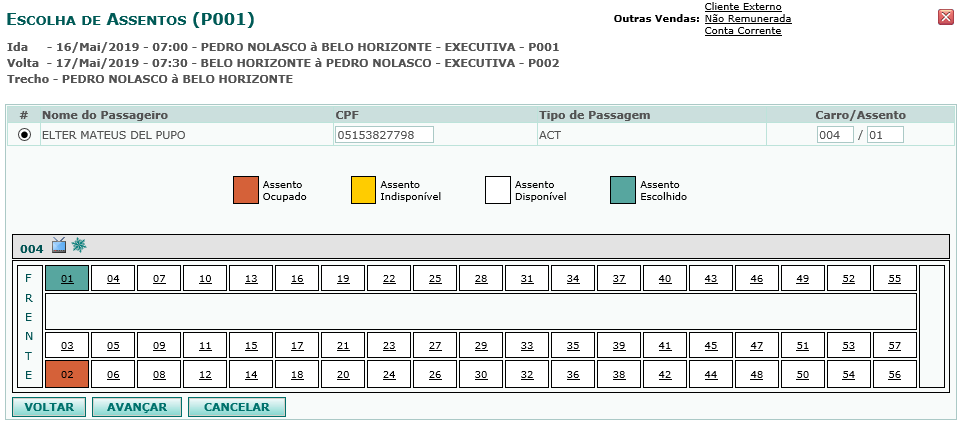 ESCOLHA DE ASSENTOS (P001)
Outras Vendas:
Cliente Externo
Não Remunerada
Conta Corrente
Ida - 16/Mai/2019 - 07:00 - PEDRO NOLASCO à BELO HORIZONTE - EXECUTIVA - P001
Volta - 17/Mai/2019 - 07:30 - BELO HORIZONTE à PEDRO NOLASCO - EXECUTIVA - P002
Trecho - PEDRO NOLASCO à BELO HORIZONTE
# Nome do Passageiro CPF Tipo de Passagem Carro/Assento
ELTER MATEUS DEL PUPO 05153827798 ACT 004 / 01
Assento Ocupado
Assento Indisponível
Assento Disponível
Assento Escolhido
004
FRENTE
01 04 07 10 13 16 19 22 25 28 31 34 37 40 43 46 49 52 55
03 05 09 11 15 17 21 23 27 29 33 35 39 41 45 47 51 53 57
02 06 08 12 14 18 20 24 26 30 32 36 38 42 44 48 50 54 56
VOLTAR AVANÇAR CANCELAR